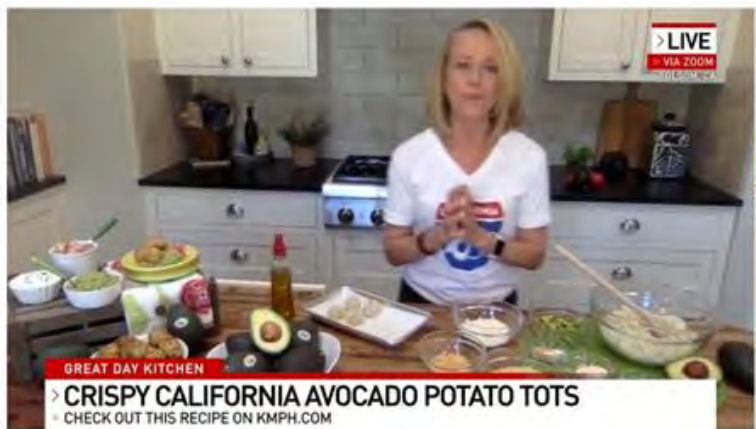 >LIVE
> VIA ZOOM
GREAT DAY KITCHEN
> CRISPY CALIFORNIA AVOCADO POTATO TOTS
CHECK OUT THIS RECIPE ON KMPH.COM